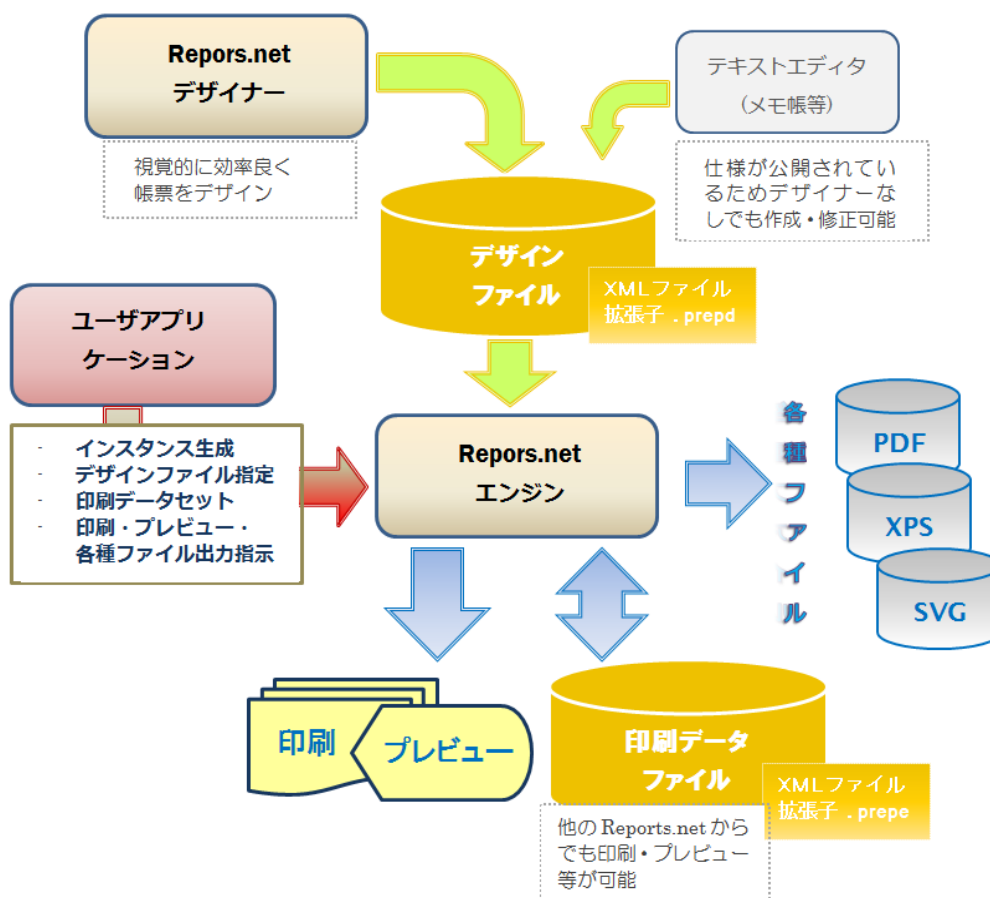 Repors.net
デザイナー
視覚的に効率良く
帳票をデザイン
テキストエディタ
(メモ帳等)
仕様が公開されてい
るためデザイナーな
しでも作成・修正可能
デザイン
ファイル
XMLファイル
拡張子 . prepd
ユーザアプリ
ケーション
- インスタンス生成
- デザインファイル指定
- 印刷データセット
- 印刷・プレビュー・
各種ファイル出力指示
Repors.net
エンジン
各種ファイル
PDF
XPS
SVG
印刷
プレビュー
印刷データ
ファイル
XMLファイル
拡張子 . prepe
他の Reports.net から
でも印刷・プレビュー
等が可能